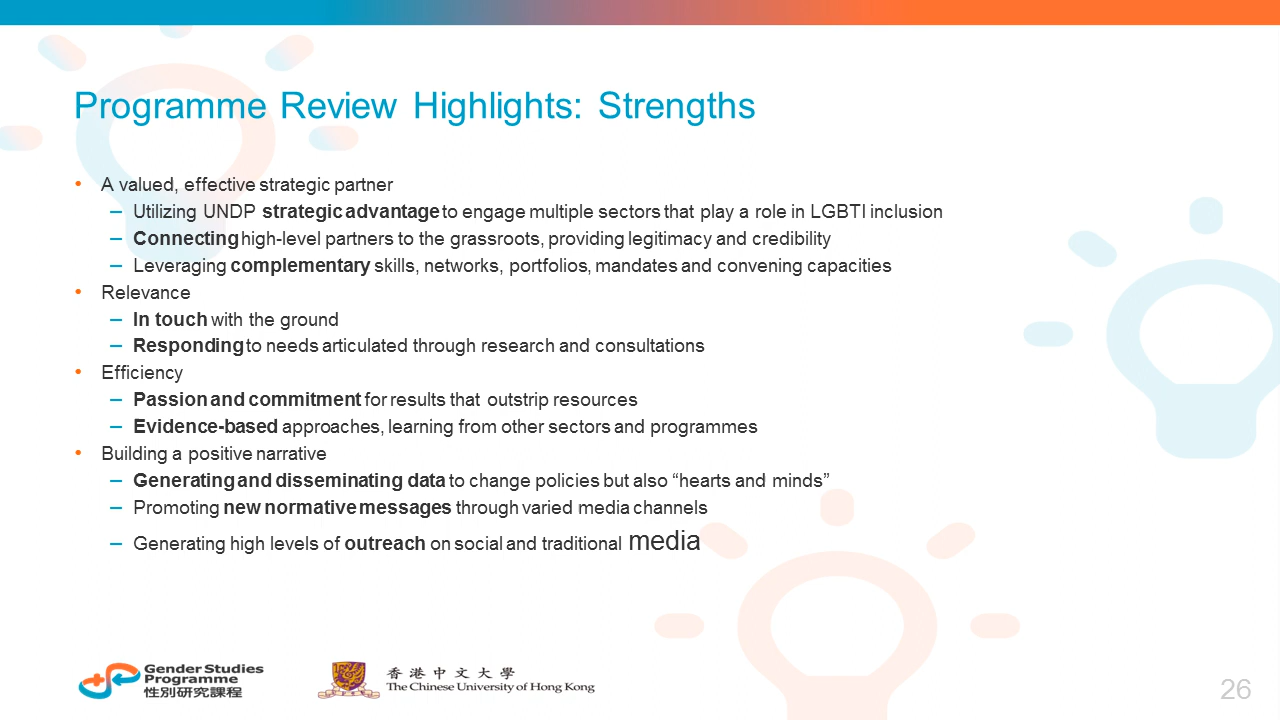 Programme Review Highlights: Strengths
• A valued, effective strategic partner
– Utilizing UNDP strategic advantage to engage multiple sectors that play a role in LGBTI inclusion
– Connecting high-level partners to the grassroots, providing legitimacy and credibility
– Leveraging complementary skills, networks, portfolios, mandates and convening capacities
• Relevance
– In touch with the ground
– Responding to needs articulated through research and consultations
• Efficiency
– Passion and commitment for results that outstrip resources
– Evidence-based approaches, learning from other sectors and programmes
• Building a positive narrative
– Generating and disseminating data to change policies but also “hearts and minds”
– Promoting new normative messages through varied media channels
– Generating high levels of outreach on social and traditional media
Gender Studies
Programme
性別研究課程
香港中文大學
The Chinese University of Hong Kong
26